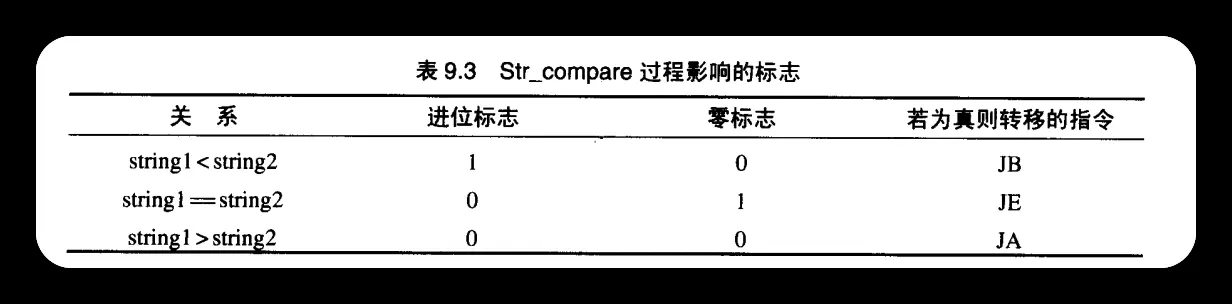 表 9.3 Str_compare 过程影响的标志
关 系 进位标志 零标志 若为真则转移的指令
string1<string2 1 0 JB
string1==string2 0 1 JE
string1>string2 0 0 JA